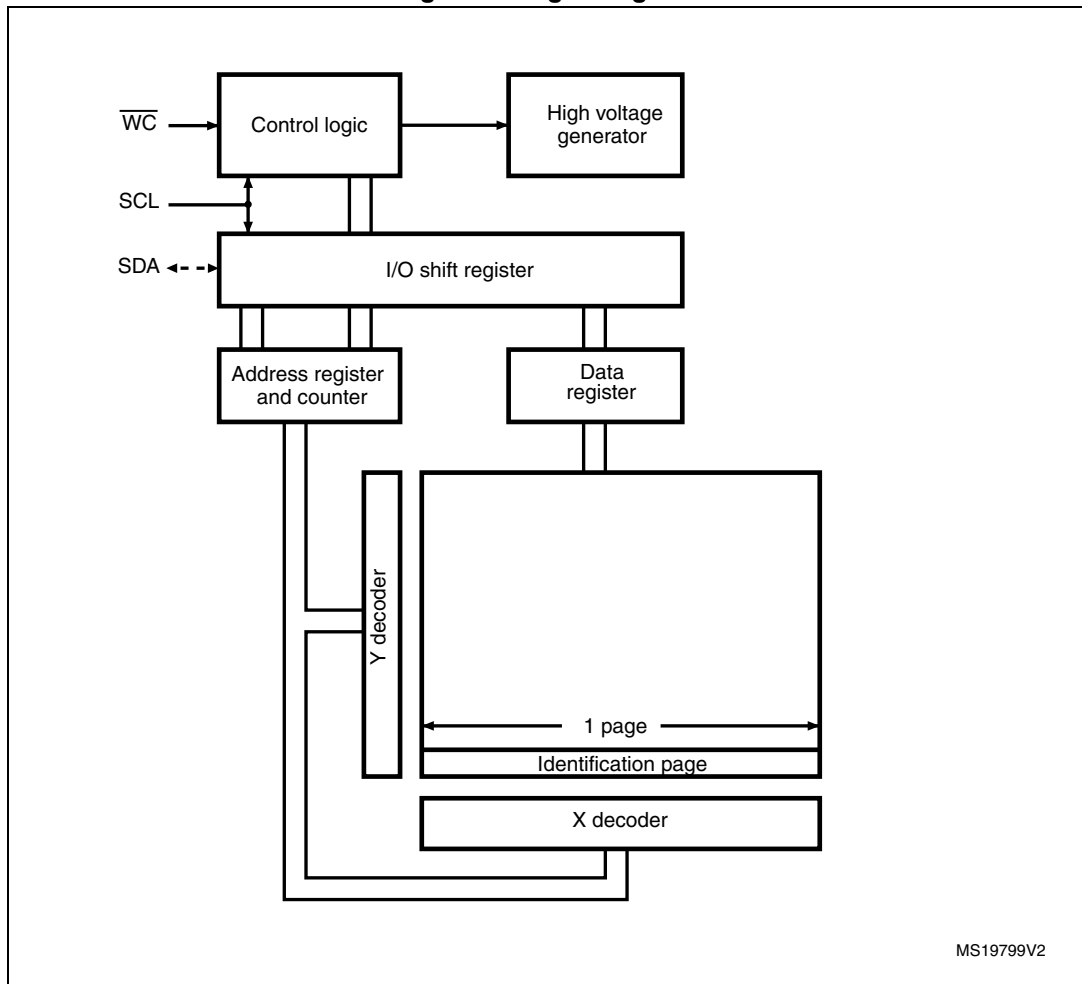 High voltage
generator
W̅C̅
Control logic
SCL
SDA
I/O shift register
Address register
and counter
Data
register
Y decoder
1 page
Identification page
X decoder
MS19799V2